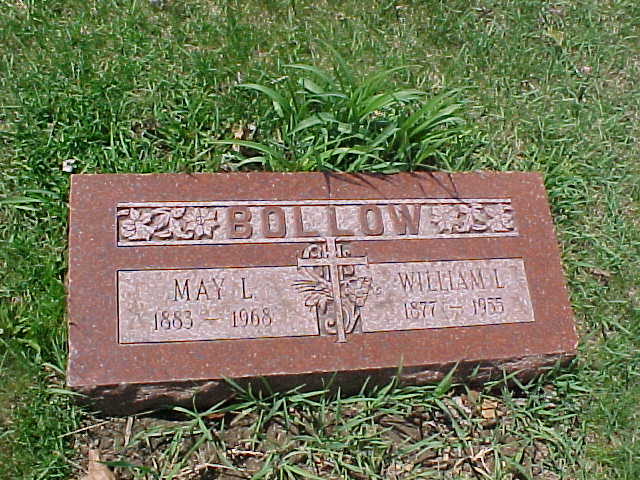 BOLLOW
MAY L
1883 — 1968
WILLIAM L
1877 — 1955